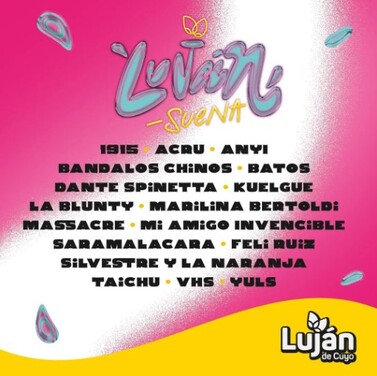 LUJÁN
SUENA
1915 • ACRU • ANYI
BANDALOS CHINOS • BATOS
DANTE SPINETTA • KUELGUE
LA BLUNTY • MARILINA BERTOLDI
MASSACRE • MI AMIGO INVENCIBLE
SARAMALACARA • FELI RUIZ
SILVESTRE Y LA NARANJA
TAICHU • VHS • YULS
Luján
de Cuyo